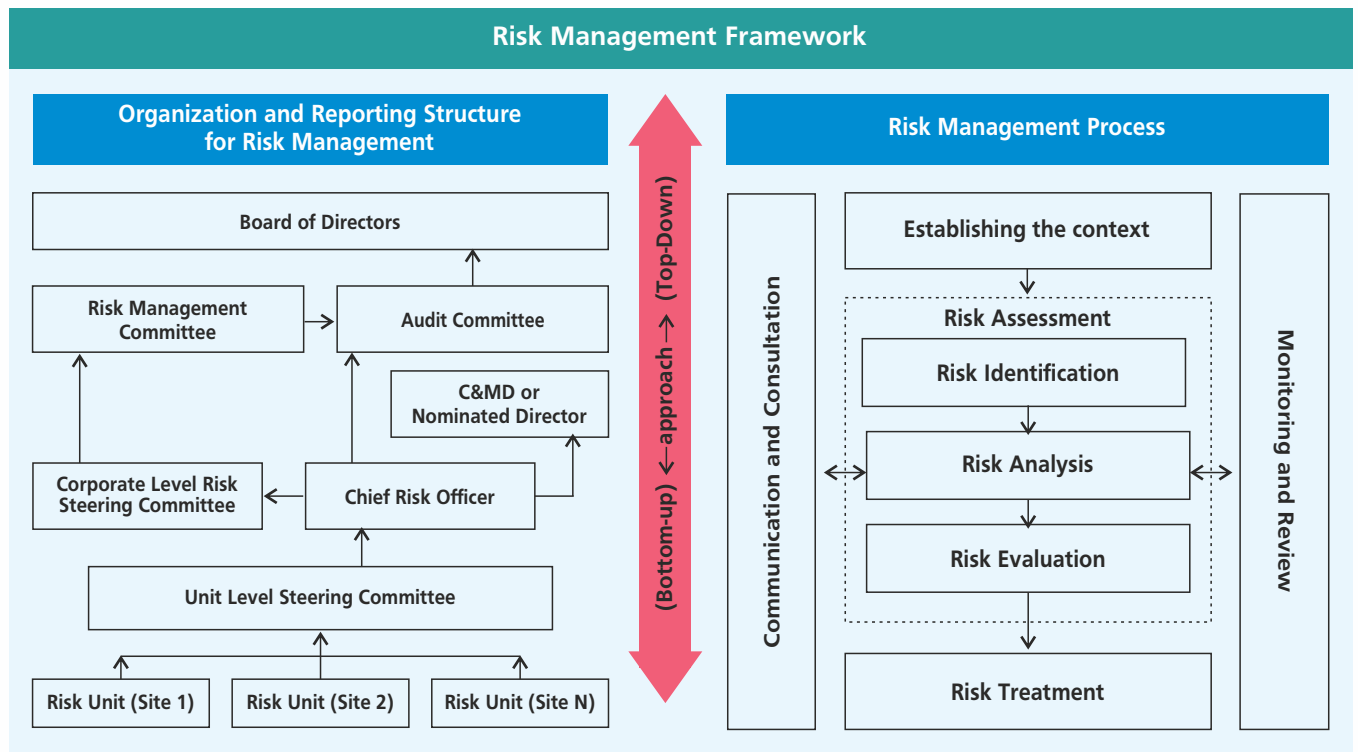 Risk Management Framework
Organization and Reporting Structure
for Risk Management
Board of Directors
Risk Management
Committee
Audit Committee
C&MD or
Nominated Director
Corporate Level Risk
Steering Committee
Chief Risk Officer
Unit Level Steering Committee
Risk Unit (Site 1)
Risk Unit (Site 2)
Risk Unit (Site N)
(Bottom-up) ← approach → (Top-Down)
Risk Management Process
Communication and Consultation
Establishing the context
Risk Assessment
Risk Identification
Risk Analysis
Risk Evaluation
Risk Treatment
Monitoring and Review